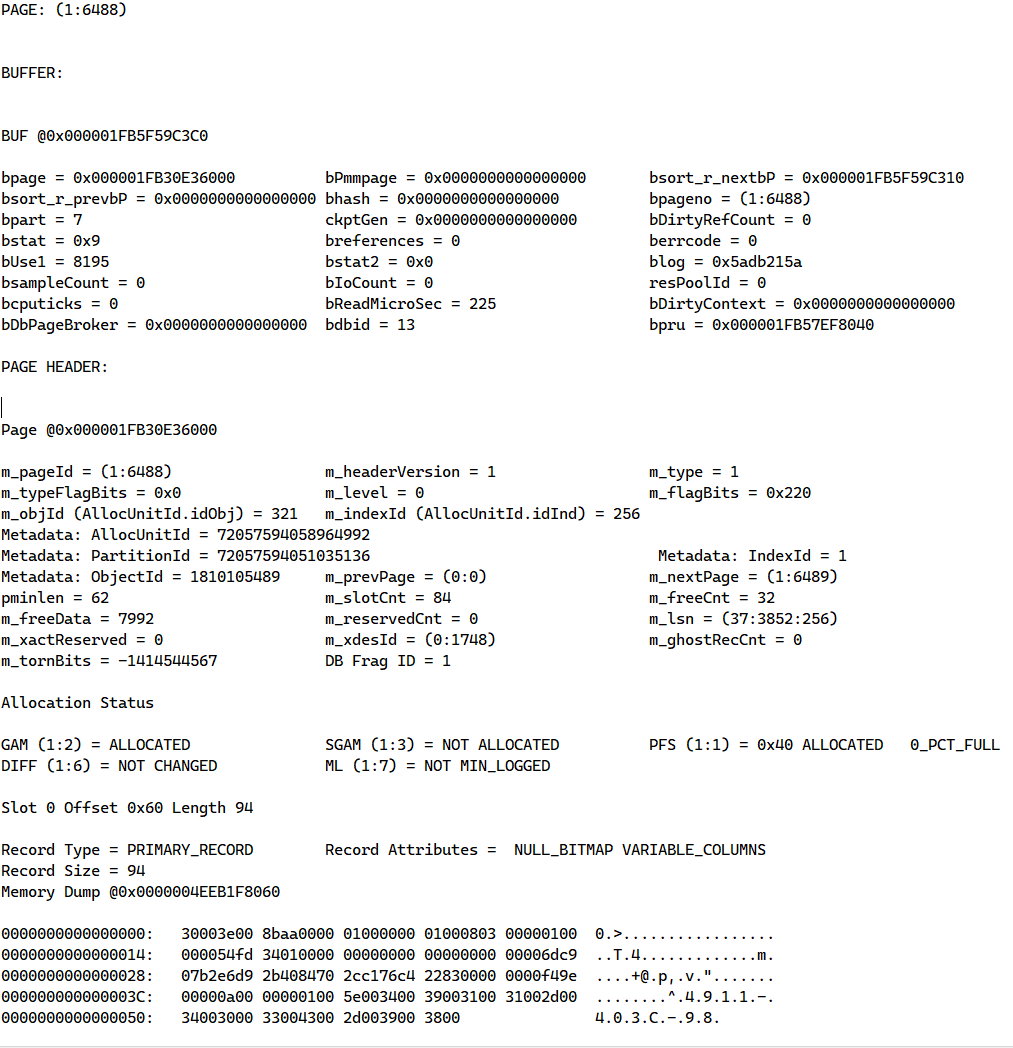 PAGE: (1:6488)
BUFFER:
BUF @0x000001FB5F59C3C0
bpage = 0x000001FB30E36000 bPmmpage = 0x0000000000000000 bsort_r_nextbP = 0x000001FB5F59C310
bsort_r_prevbP = 0x0000000000000000 bhash = 0x0000000000000000 bpageno = (1:6488)
bpart = 7 ckptGen = 0x0000000000000000 bDirtyRefCount = 0
bstat = 0x9 breferences = 0 berrcode = 0
bUse1 = 8195 bstat2 = 0x0 blog = 0x5adb215a
bsampleCount = 0 bIoCount = 0 resPoolId = 0
bcputicks = 0 bReadMicroSec = 225 bDirtyContext = 0x0000000000000000
bDbPageBroker = 0x0000000000000000 bdbid = 13 bpru = 0x000001FB57EF8040
PAGE HEADER:
Page @0x000001FB30E36000
m_pageId = (1:6488) m_headerVersion = 1 m_type = 1
m_typeFlagBits = 0x0 m_level = 0 m_flagBits = 0x220
m_objId (AllocUnitId.idObj) = 321 m_indexId (AllocUnitId.idInd) = 256
Metadata: AllocUnitId = 72057594058964992
Metadata: PartitionId = 72057594051035136 Metadata: IndexId = 1
Metadata: ObjectId = 1810105489 m_prevPage = (0:0) m_nextPage = (1:6489)
pminlen = 62 m_slotCnt = 84 m_freeCnt = 32
m_freeData = 7992 m_reservedCnt = 0 m_lsn = (37:3852:256)
m_xactReserved = 0 m_xdesId = (0:1748) m_ghostRecCnt = 0
m_tornBits = -1414544567 DB Frag ID = 1
Allocation Status
GAM (1:2) = ALLOCATED SGAM (1:3) = NOT ALLOCATED PFS (1:1) = 0x40 ALLOCATED 0_PCT_FULL
DIFF (1:6) = NOT CHANGED ML (1:7) = NOT MIN_LOGGED
Slot 0 Offset 0x60 Length 94
Record Type = PRIMARY_RECORD Record Attributes = NULL_BITMAP VARIABLE_COLUMNS
Record Size = 94
Memory Dump @0x0000004EEB1F8060
0000000000000000: 30003e00 8baa0000 01000000 01000803 00000100 0.>.................
0000000000000014: 000054fd 34010000 00000000 00000000 00006dc9 ..T.4.............m.
0000000000000028: 07b2e6d9 2b408470 2cc176c4 22830000 0000f49e ....+@.p,.v.".......
000000000000003C: 00000a00 00000100 5e003400 39003100 31002d00 ........^.4.9.1.1.-.
0000000000000050: 34003000 33004300 2d003900 3800 4.0.3.C.-.9.8.